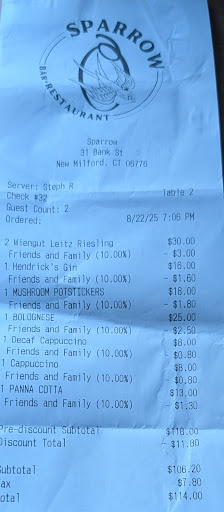 SPARROW
BAR·RESTAURANT
Sparrow
31 Bank St
New Milford, CT 06776
Server: Steph R
Check #32 Table 2
Guest Count: 2
Ordered: 8/22/25 7:06 PM
2 Wiengut Leitz Riesling $30.00
Friends and Family (10.00%) - $3.00
1 Hendrick's Gin $16.00
Friends and Family (10.00%) - $1.60
1 MUSHROOM POTSTICKERS $18.00
Friends and Family (10.00%) - $1.80
1 BOLOGNESE $25.00
Friends and Family (10.00%) - $2.50
1 Decaf Cappuccino $8.00
Friends and Family (10.00%) - $0.80
1 Cappuccino $8.00
Friends and Family (10.00%) - $0.80
1 PANNA COTTA $13.00
Friends and Family (10.00%) - $1.30
Pre-discount Subtotal $118.00
Discount Total - $11.80
Subtotal $106.20
ax $7.80
otal $114.00